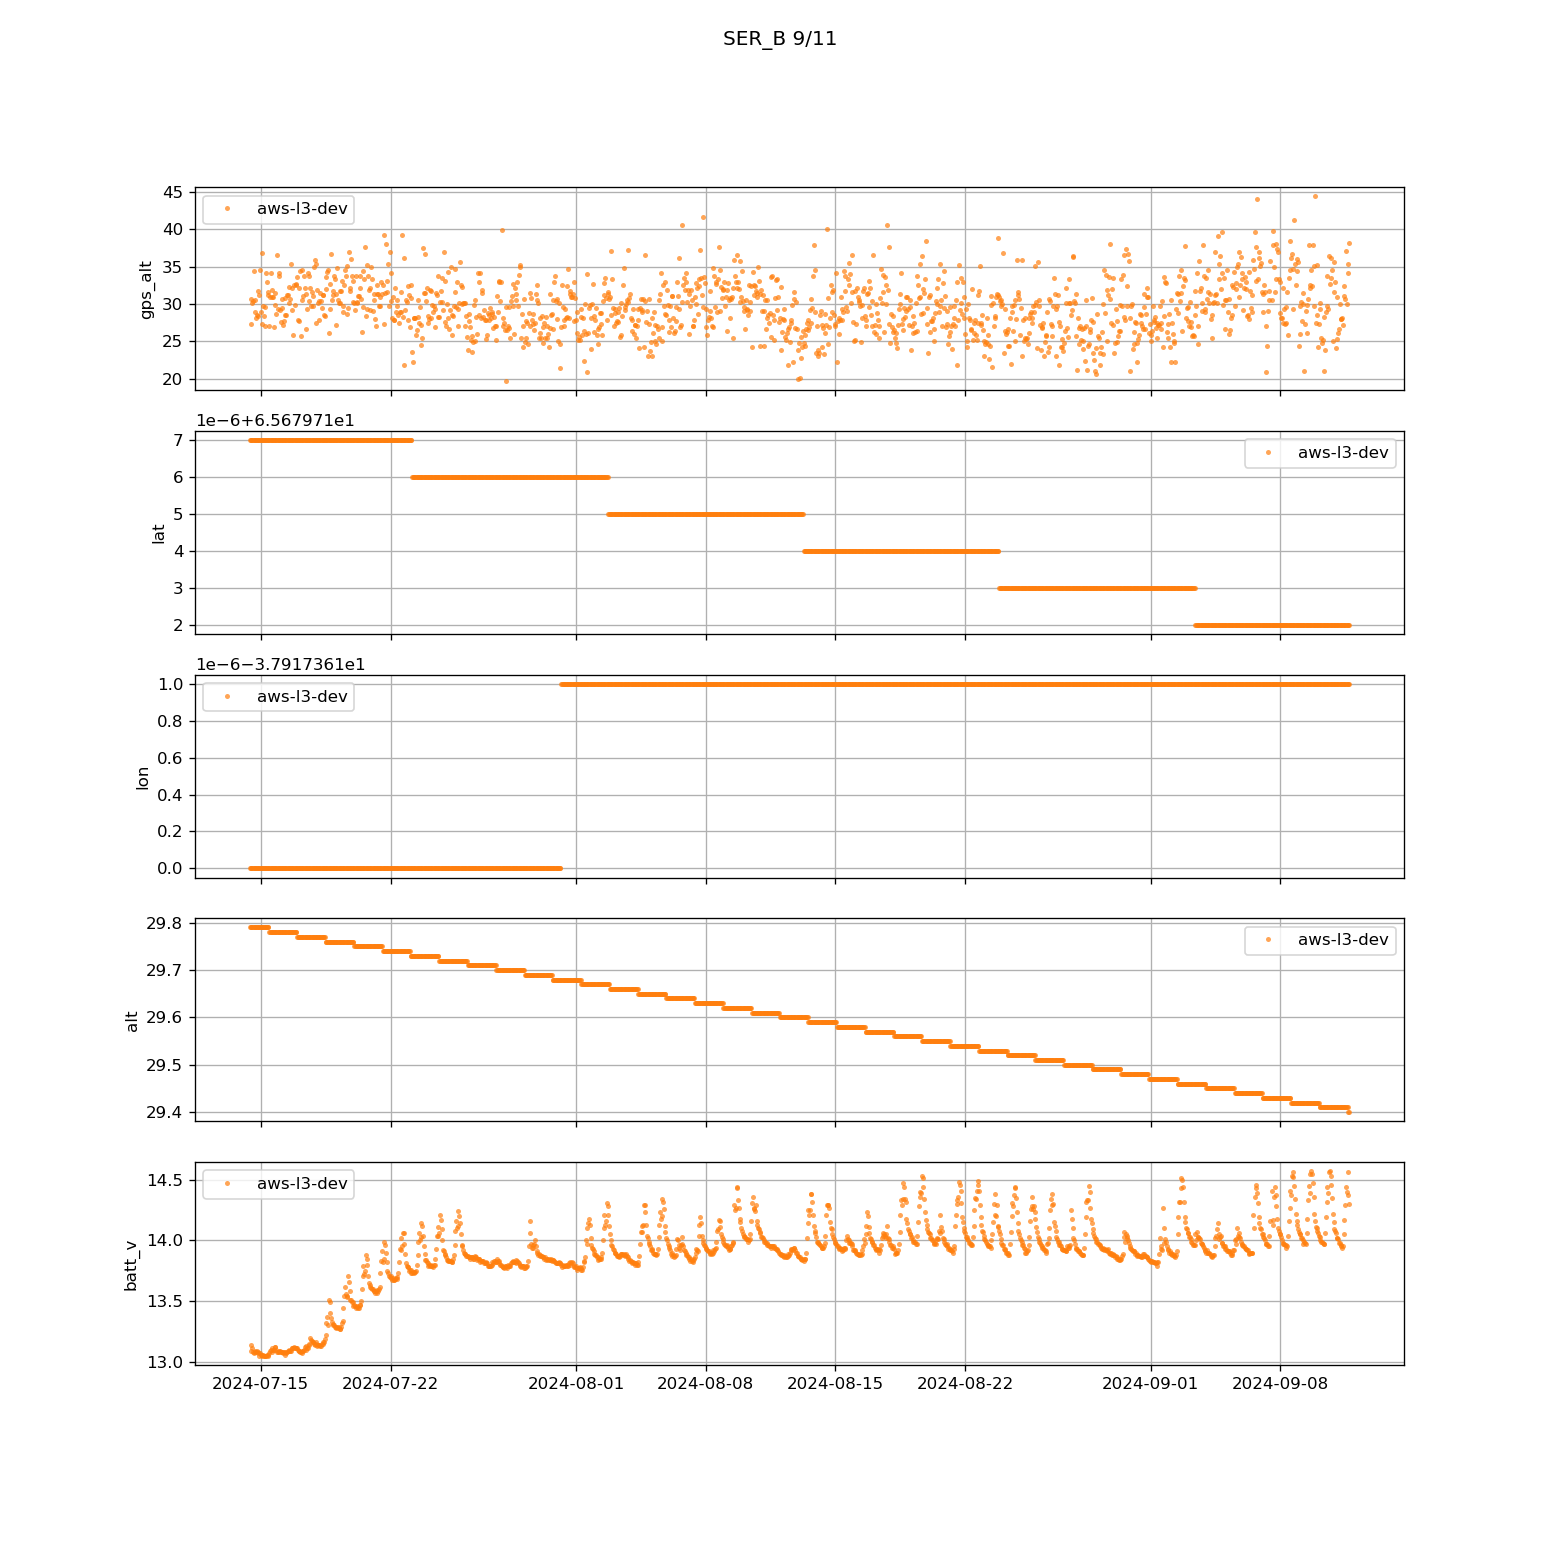 SER_B 9/11
45
40
35
30
25
20
gps_alt
aws-l3-dev
1e−6+6.567971e1
7
6
5
4
3
2
lat
aws-l3-dev
1e−6−3.7917361e1
1.0
0.8
0.6
0.4
0.2
0.0
lon
aws-l3-dev
29.8
29.7
29.6
29.5
29.4
alt
aws-l3-dev
14.5
14.0
13.5
13.0
batt_v
aws-l3-dev
2024-07-15 2024-07-22 2024-08-01 2024-08-08 2024-08-15 2024-08-22 2024-09-01 2024-09-08